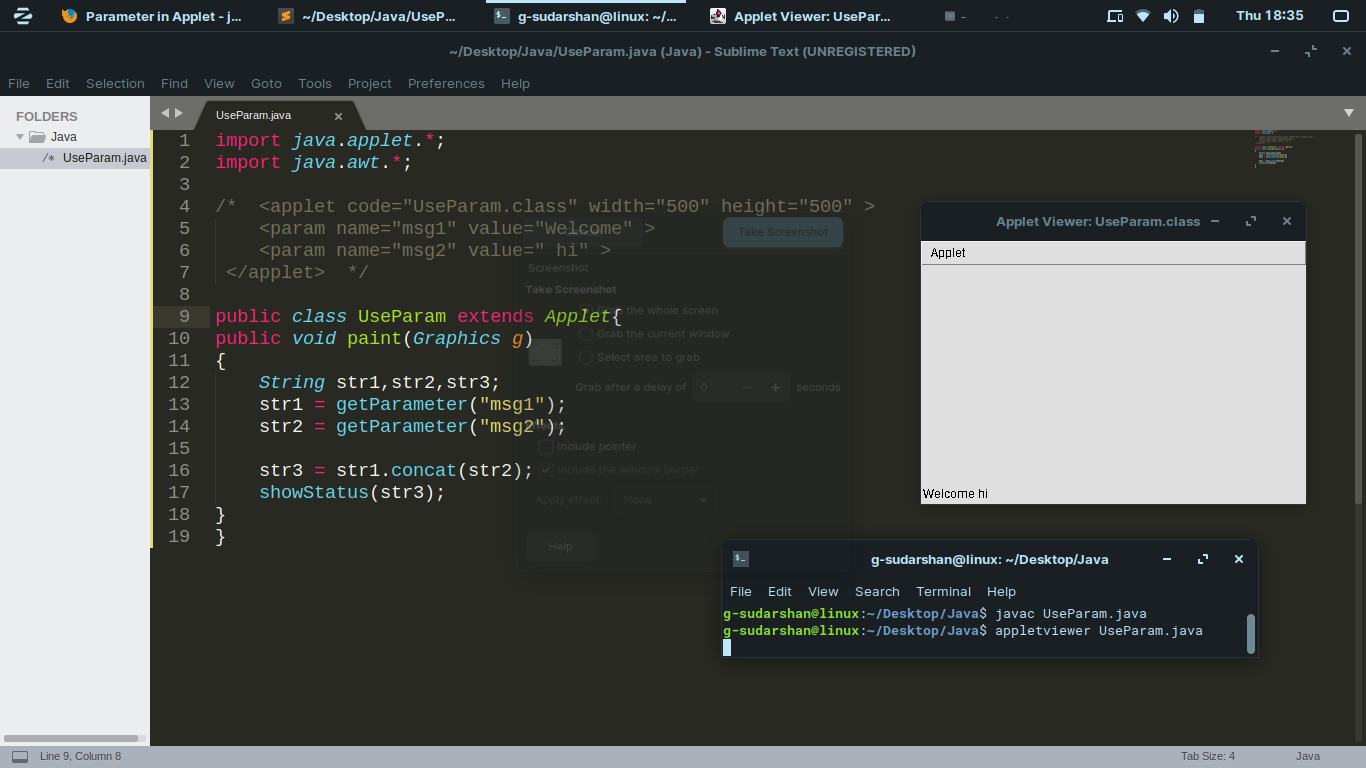 Parameter in Applet - j...
~/Desktop/Java/UseP...
g-sudarshan@linux: ~/...
Applet Viewer: UsePar...
Thu 18:35
~/Desktop/Java/UseParam.java (Java) - Sublime Text (UNREGISTERED)
File Edit Selection Find View Goto Tools Project Preferences Help
FOLDERS
Java
/* UseParam.java
UseParam.java
1 import java.applet.*;
2 import java.awt.*;
3
4 /*  <applet code="UseParam.class" width="500" height="500" >
5     <param name="msg1" value="Welcome" >
6     <param name="msg2" value=" hi" >
7  </applet>  */
8
9 public class UseParam extends Applet{
10 public void paint(Graphics g)
11 {
12     String str1,str2,str3;
13     str1 = getParameter("msg1");
14     str2 = getParameter("msg2");
15
16     str3 = str1.concat(str2);
17     showStatus(str3);
18 }
19 }
Take Screenshot
Screenshot
Take Screenshot
the whole screen
Grab the current window
Select area to grab
Grab after a delay of 0 − + seconds
Include pointer
Include the window border
Apply effect: None
Help
Applet Viewer: UseParam.class
Applet
Welcome hi
g-sudarshan@linux: ~/Desktop/Java
File Edit View Search Terminal Help
g-sudarshan@linux:~/Desktop/Java$ javac UseParam.java
g-sudarshan@linux:~/Desktop/Java$ appletviewer UseParam.java
Line 9, Column 8
Tab Size: 4
Java